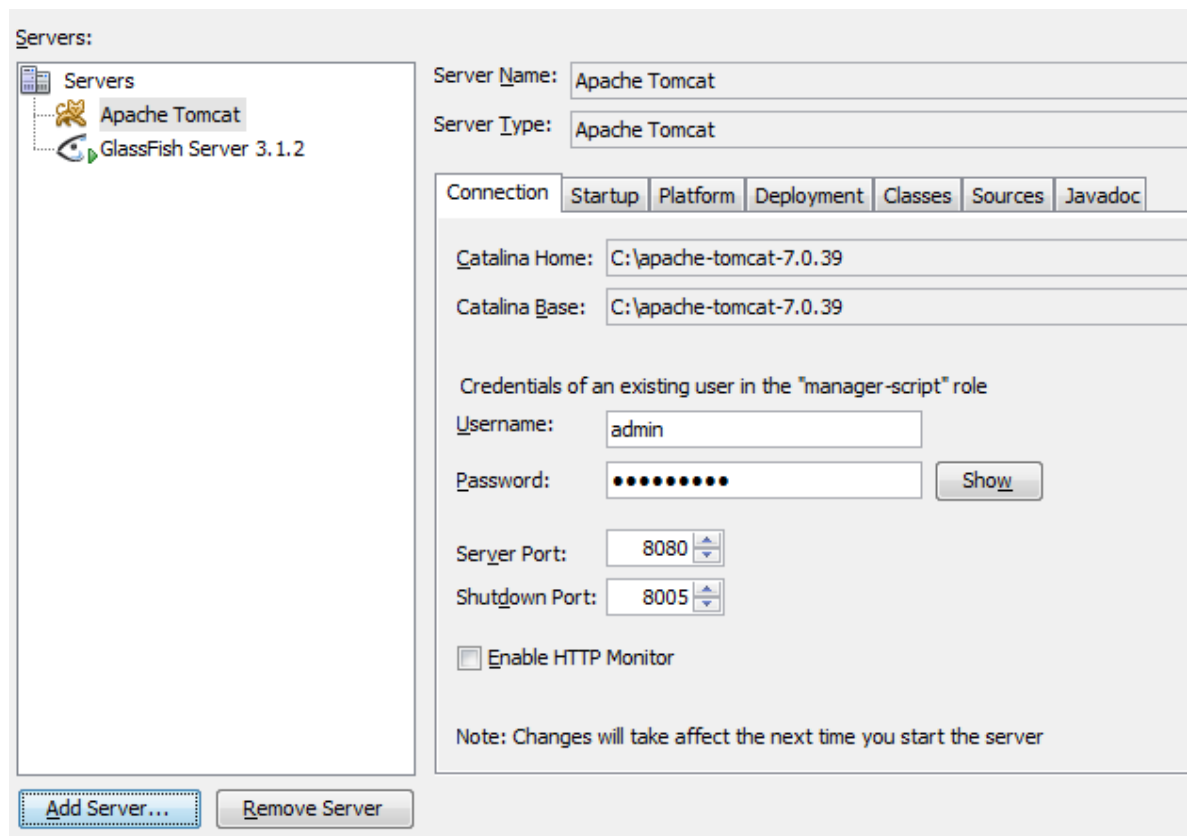 Servers:
Servers
Apache Tomcat
GlassFish Server 3.1.2
Add Server...
Remove Server
Server Name: Apache Tomcat
Server Type: Apache Tomcat
Connection Startup Platform Deployment Classes Sources Javadoc
Catalina Home: C:\apache-tomcat-7.0.39
Catalina Base: C:\apache-tomcat-7.0.39
Credentials of an existing user in the "manager-script" role
Username: admin
Password: ●●●●●●●●● Show
Server Port: 8080
Shutdown Port: 8005
Enable HTTP Monitor
Note: Changes will take affect the next time you start the server